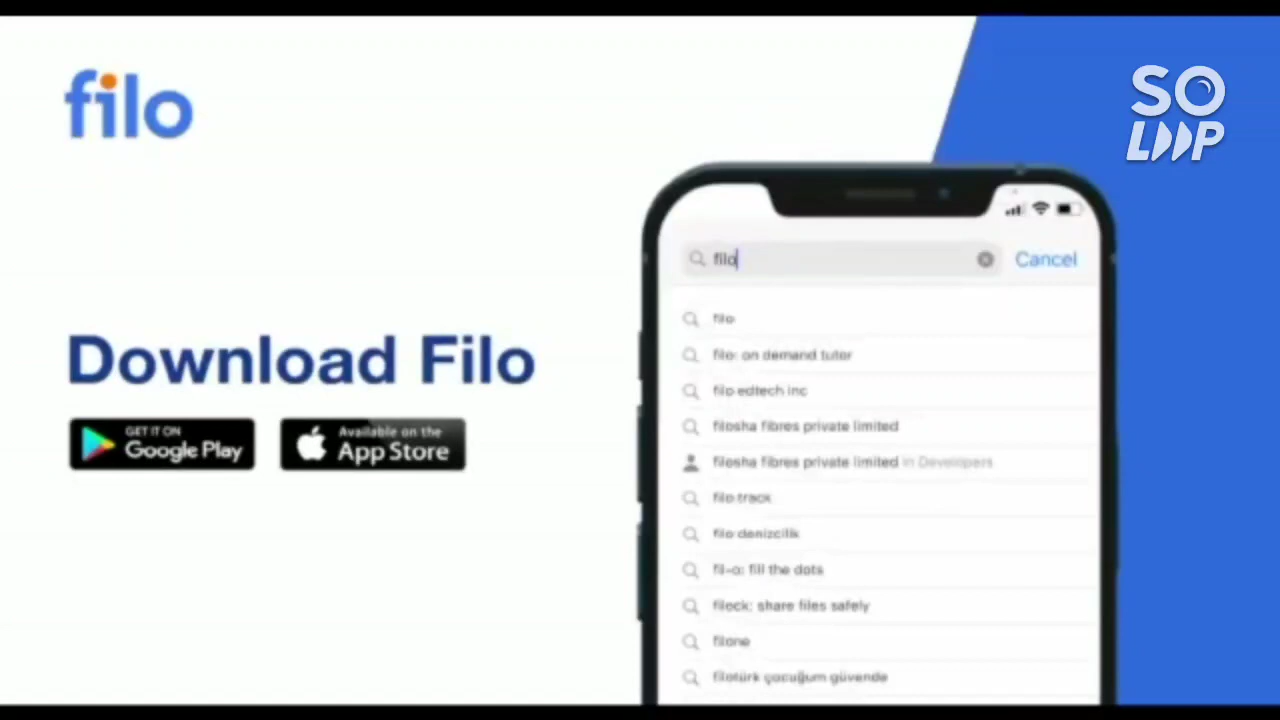 filo
SO
LOOP
filo
Cancel
filo
filo: on demand tutor
Download Filo
filo edtech inc
GET IT ON
Google Play
Available on the
App Store
filosha fibres private limited
filosha fibres private limited in Developers
filo track
filo denizcilik
fil-o: fill the dots
filock: share files safely
filone
filotürk çocuğum güvende